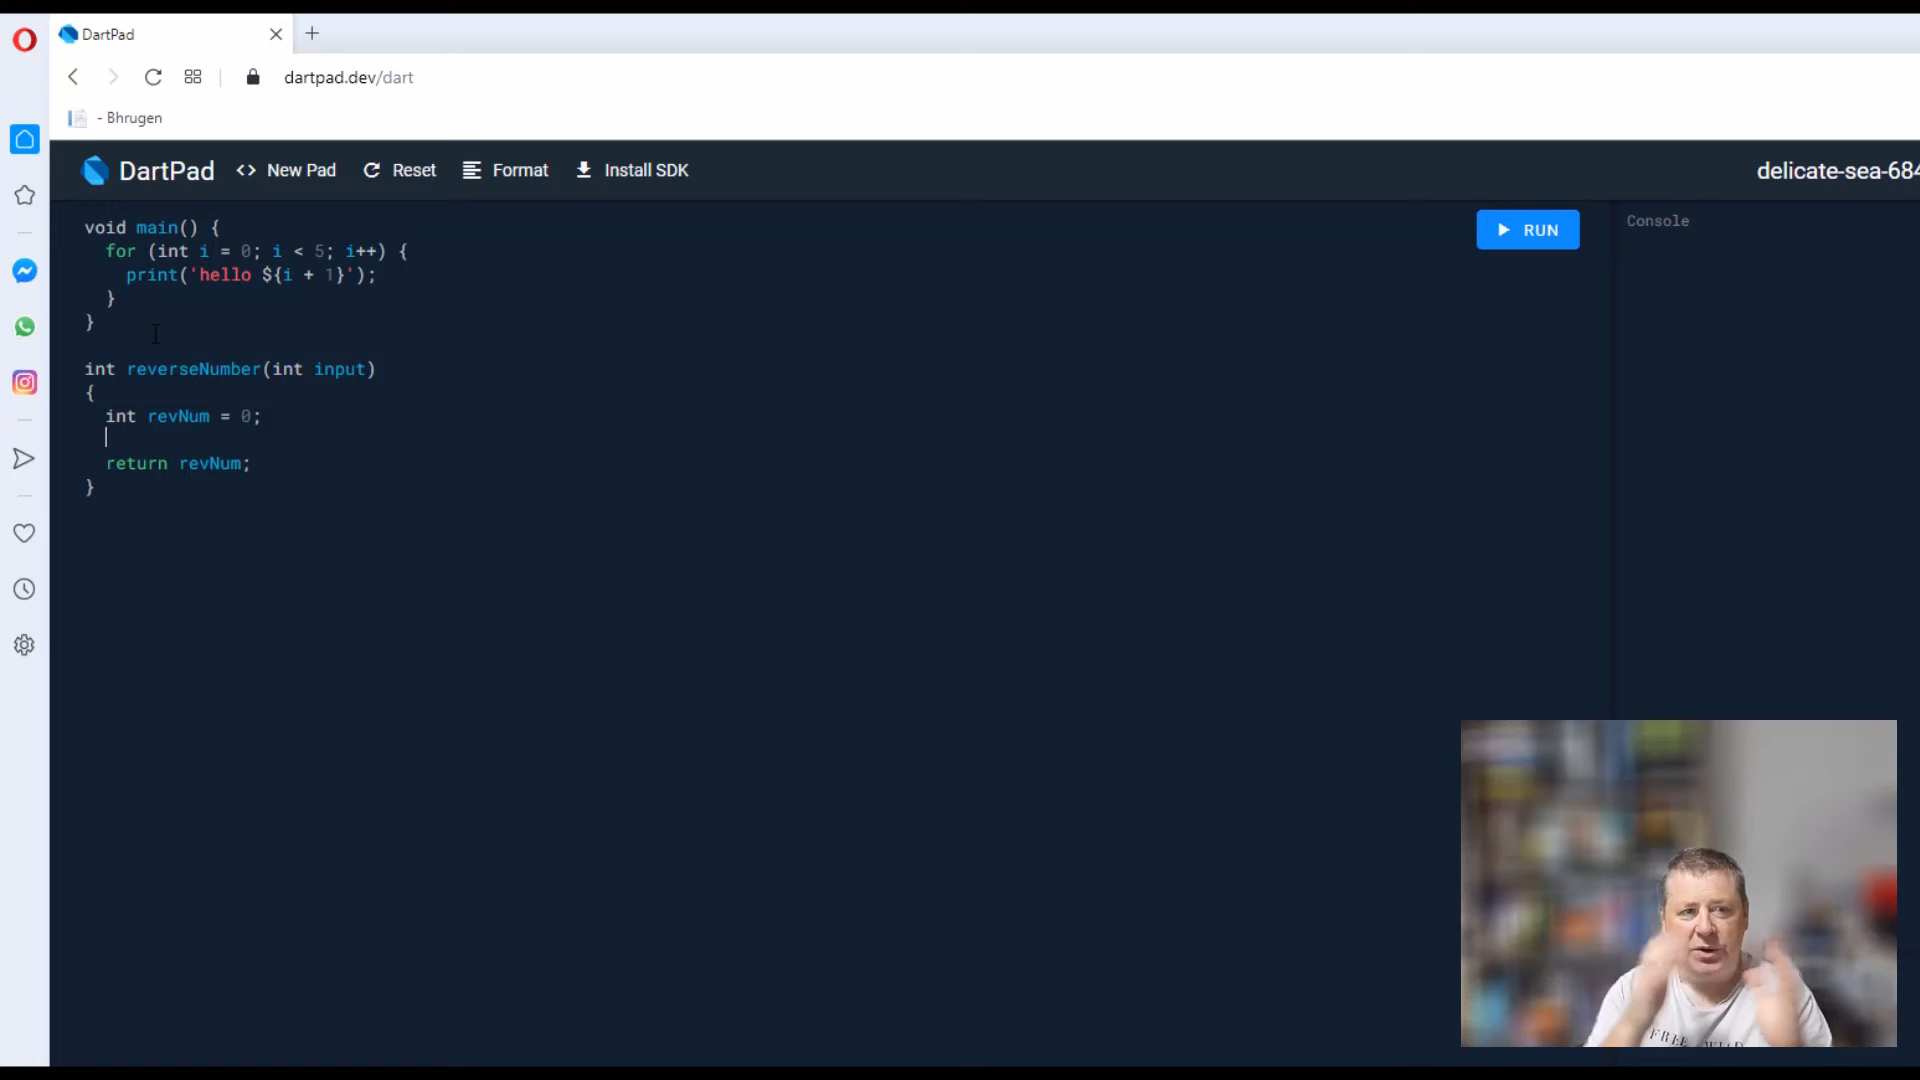 DartPad
dartpad.dev/dart
- Bhrugen
DartPad
<> New Pad
Reset
Format
Install SDK
delicate-sea-684
void main() {
  for (int i = 0; i < 5; i++) {
    print('hello ${i + 1}');
  }
}
int reverseNumber(int input)
{
  int revNum = 0;
  return revNum;
}
RUN
Console
FREE